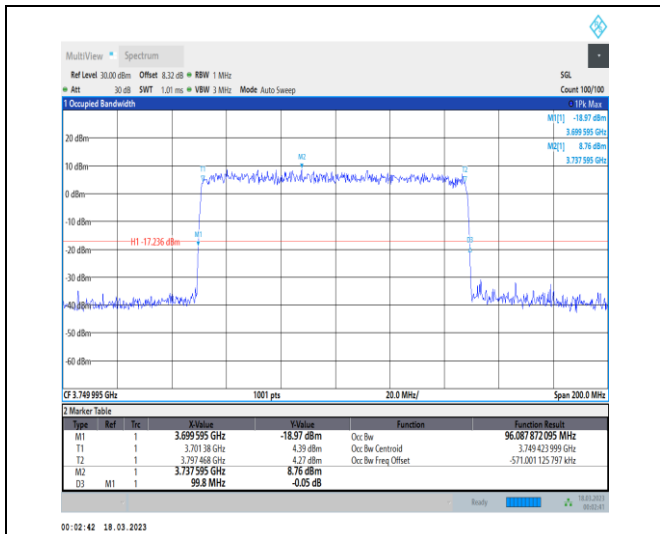 MultiView Spectrum
Ref Level 30.00 dBm Offset 8.32 dB RBW 1 MHz SGL
Att 30 dB SWT 1.01 ms VBW 3 MHz Mode Auto Sweep Count 100/100
1 Occupied Bandwidth 1Pk Max
M1[1] -18.97 dBm
3.699 595 GHz
M2[1] 8.76 dBm
3.737 595 GHz
20 dBm
10 dBm
0 dBm
-10 dBm
-20 dBm
-30 dBm
-40 dBm
-50 dBm
-60 dBm
T1
M2
T2
M1
H1 -17.236 dBm
D3
CF 3.749 995 GHz 1001 pts 20.0 MHz/ Span 200.0 MHz
2 Marker Table
Type Ref Trc X-Value Y-Value Function Function Result
M1 1 3.699 595 GHz -18.97 dBm Occ Bw 96.087 872 095 MHz
T1 1 3.701 38 GHz 4.39 dBm Occ Bw Centroid 3.749 423 999 GHz
T2 1 3.797 468 GHz 4.27 dBm Occ Bw Freq Offset -571.001 125 797 kHz
M2 1 3.737 595 GHz 8.76 dBm
D3 M1 1 99.8 MHz -0.05 dB
Ready 18.03.2023
00:02:41
00:02:42 18.03.2023